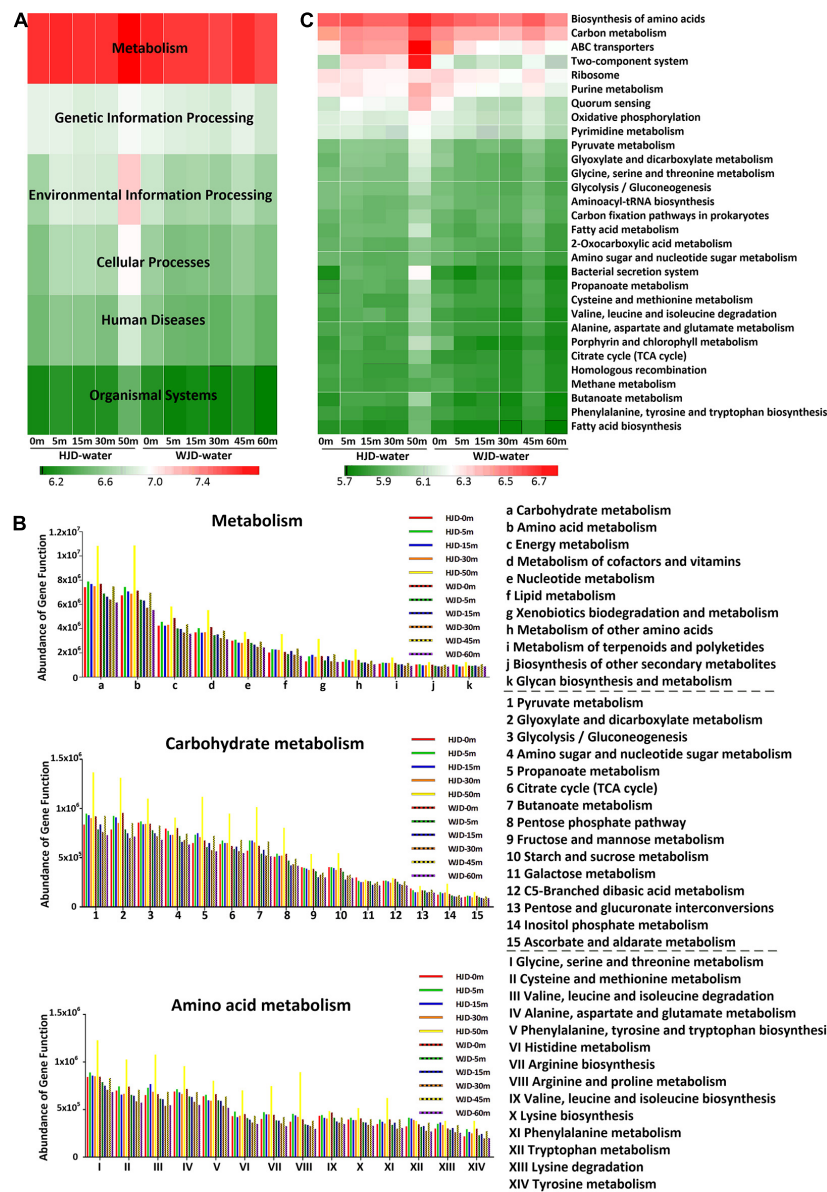 A
Metabolism
Genetic Information Processing
Environmental Information Processing
Cellular Processes
Human Diseases
Organismal Systems
0m 5m 15m 30m 50m 0m 5m 15m 30m 45m 60m
HJD-water WJD-water
6.2 7.0 7.4
C
Biosynthesis of amino acids
Carbon metabolism
ABC transporters
Two-component system
Ribosome
Purine metabolism
Quorum sensing
Oxidative phosphorylation
Pyrimidine metabolism
Pyruvate metabolism
Glyoxylate and dicarboxylate metabolism
Glycine, serine and threonine metabolism
Glycolysis / Gluconeogenesis
Aminoacyl-tRNA biosynthesis
Carbon fixation pathways in prokaryotes
Fatty acid metabolism
2-Oxocarboxylic acid metabolism
Amino sugar and nucleotide sugar metabolism
Bacterial secretion system
Propanoate metabolism
Cysteine and methionine metabolism
Valine, leucine and isoleucine degradation
Alanine, aspartate and glutamate metabolism
Porphyrin and chlorophyll metabolism
Citrate cycle (TCA cycle)
Homologous recombination
Methane metabolism
Butanoate metabolism
Phenylalanine, tyrosine and tryptophan biosynthesis
Fatty acid biosynthesis
0m 5m 15m 30m 50m 0m 5m 15m 30m 45m 60m
HJD-water WJD-water
5.7 5.9 6.1 6.3 6.5 6.7
B
Metabolism
Abundance of Gene Function
1.2x10⁷
1x10⁷
8x10⁶
6x10⁶
4x10⁶
2x10⁶
0
a b c d e f g h i j k
HJD-0m
HJD-5m
HJD-15m
HJD-30m
HJD-50m
WJD-0m
WJD-5m
WJD-15m
WJD-30m
WJD-45m
WJD-60m
a Carbohydrate metabolism
b Amino acid metabolism
c Energy metabolism
d Metabolism of cofactors and vitamins
e Nucleotide metabolism
f Lipid metabolism
g Xenobiotics biodegradation and metabolism
h Metabolism of other amino acids
i Metabolism of terpenoids and polyketides
j Biosynthesis of other secondary metabolites
k Glycan biosynthesis and metabolism
Carbohydrate metabolism
Abundance of Gene Function
1.5x10⁶
1x10⁶
5x10⁵
0
1 2 3 4 5 6 7 8 9 10 11 12 13 14 15
HJD-0m
HJD-5m
HJD-15m
HJD-30m
HJD-50m
WJD-0m
WJD-5m
WJD-15m
WJD-30m
WJD-45m
WJD-60m
1 Pyruvate metabolism
2 Glyoxylate and dicarboxylate metabolism
3 Glycolysis / Gluconeogenesis
4 Amino sugar and nucleotide sugar metabolism
5 Propanoate metabolism
6 Citrate cycle (TCA cycle)
7 Butanoate metabolism
8 Pentose phosphate pathway
9 Fructose and mannose metabolism
10 Starch and sucrose metabolism
11 Galactose metabolism
12 C5-Branched dibasic acid metabolism
13 Pentose and glucuronate interconversions
14 Inositol phosphate metabolism
15 Ascorbate and aldarate metabolism
Amino acid metabolism
Abundance of Gene Function
1.5x10⁶
1x10⁶
5x10⁵
0
I II III IV V VI VII VIII IX X XI XII XIII XIV
HJD-0m
HJD-5m
HJD-15m
HJD-30m
HJD-50m
WJD-0m
WJD-5m
WJD-15m
WJD-30m
WJD-45m
WJD-60m
I Glycine, serine and threonine metabolism
II Cysteine and methionine metabolism
III Valine, leucine and isoleucine degradation
IV Alanine, aspartate and glutamate metabolism
V Phenylalanine, tyrosine and tryptophan biosynthesi
VI Histidine metabolism
VII Arginine biosynthesis
VIII Arginine and proline metabolism
IX Valine, leucine and isoleucine biosynthesis
X Lysine biosynthesis
XI Phenylalanine metabolism
XII Tryptophan metabolism
XIII Lysine degradation
XIV Tyrosine metabolism